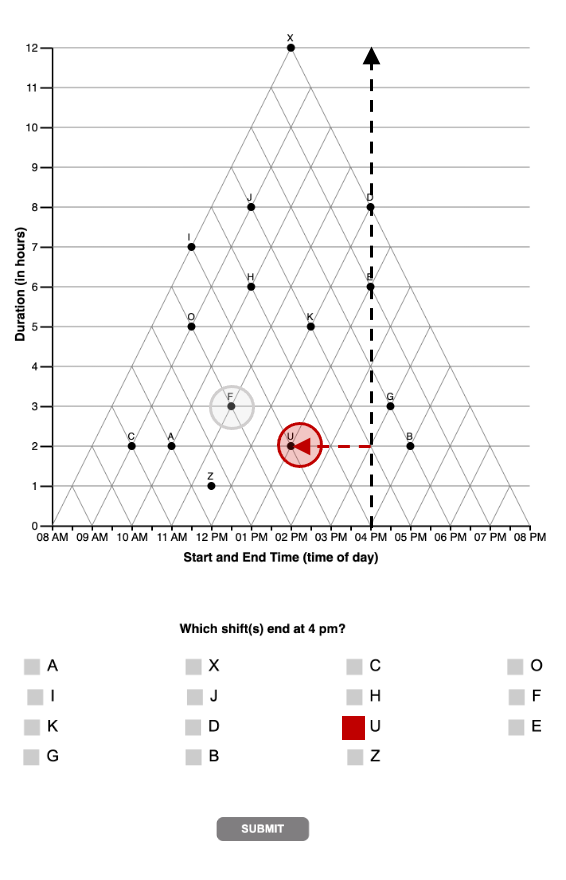 X
12
11
10
9
J
D
8
I
7
H
E
6
O
K
5
4
F
G
3
C
A
U
B
2
Z
1
0
08 AM 09 AM 10 AM 11 AM 12 PM 01 PM 02 PM 03 PM 04 PM 05 PM 06 PM 07 PM 08 PM
Duration (in hours)
Start and End Time (time of day)
Which shift(s) end at 4 pm?
A X C O
I J H F
K D U E
G B Z
SUBMIT